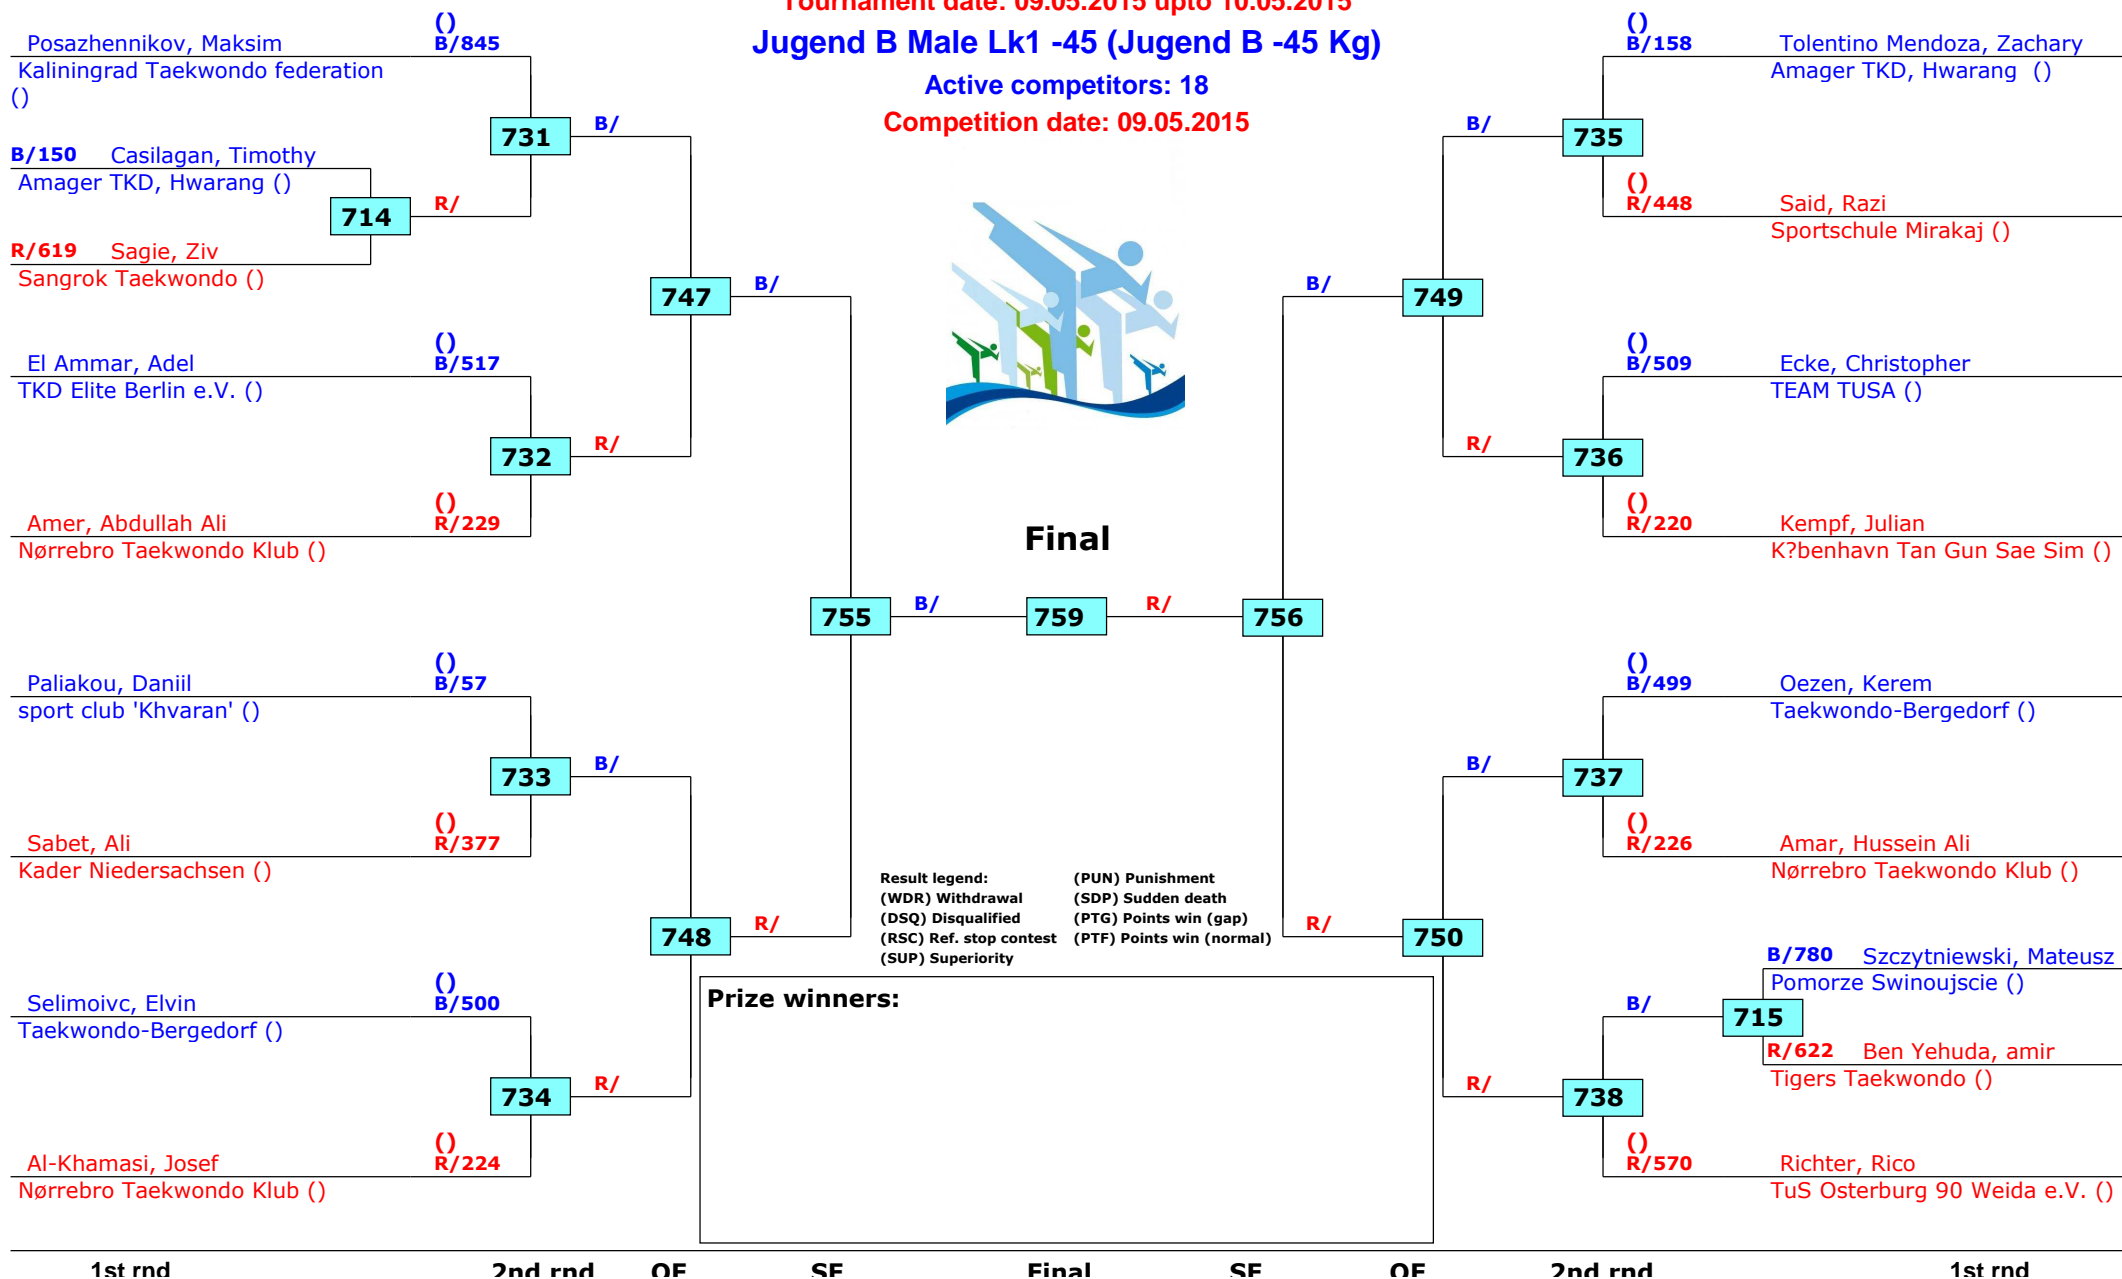 Tournament date: 09.05.2015 upto 10.05.2015
Jugend B Male Lk1 -45 (Jugend B -45 Kg)
Active competitors: 18
Competition date: 09.05.2015
Posazhennikov, Maksim
()
B/845
Kaliningrad Taekwondo federation
()
731
B/
B/150 Casilagan, Timothy
Amager TKD, Hwarang ()
714
R/
R/619 Sagie, Ziv
Sangrok Taekwondo ()
747
B/
El Ammar, Adel
()
B/517
TKD Elite Berlin e.V. ()
732
R/
Amer, Abdullah Ali
()
R/229
Nørrebro Taekwondo Klub ()
755
B/
Paliakou, Daniil
()
B/57
sport club 'Khvaran' ()
733
B/
Sabet, Ali
()
R/377
Kader Niedersachsen ()
748
R/
Selimoivc, Elvin
()
B/500
Taekwondo-Bergedorf ()
734
R/
Al-Khamasi, Josef
()
R/224
Nørrebro Taekwondo Klub ()
Final
759
R/
756
()
B/158
Tolentino Mendoza, Zachary
Amager TKD, Hwarang ()
B/
735
()
R/448
Said, Razi
Sportschule Mirakaj ()
B/
749
()
B/509
Ecke, Christopher
TEAM TUSA ()
R/
736
()
R/220
Kempf, Julian
K?benhavn Tan Gun Sae Sim ()
()
B/499
Oezen, Kerem
Taekwondo-Bergedorf ()
B/
737
()
R/226
Amar, Hussein Ali
Nørrebro Taekwondo Klub ()
R/
750
B/780 Szczytniewski, Mateusz
Pomorze Swinoujscie ()
B/
715
R/622 Ben Yehuda, amir
Tigers Taekwondo ()
R/
738
()
R/570
Richter, Rico
TuS Osterburg 90 Weida e.V. ()
Result legend:
(WDR) Withdrawal
(DSQ) Disqualified
(RSC) Ref. stop contest
(SUP) Superiority
(PUN) Punishment
(SDP) Sudden death
(PTG) Points win (gap)
(PTF) Points win (normal)
Prize winners:
1st rnd 2nd rnd QF SF Final SF QF 2nd rnd 1st rnd